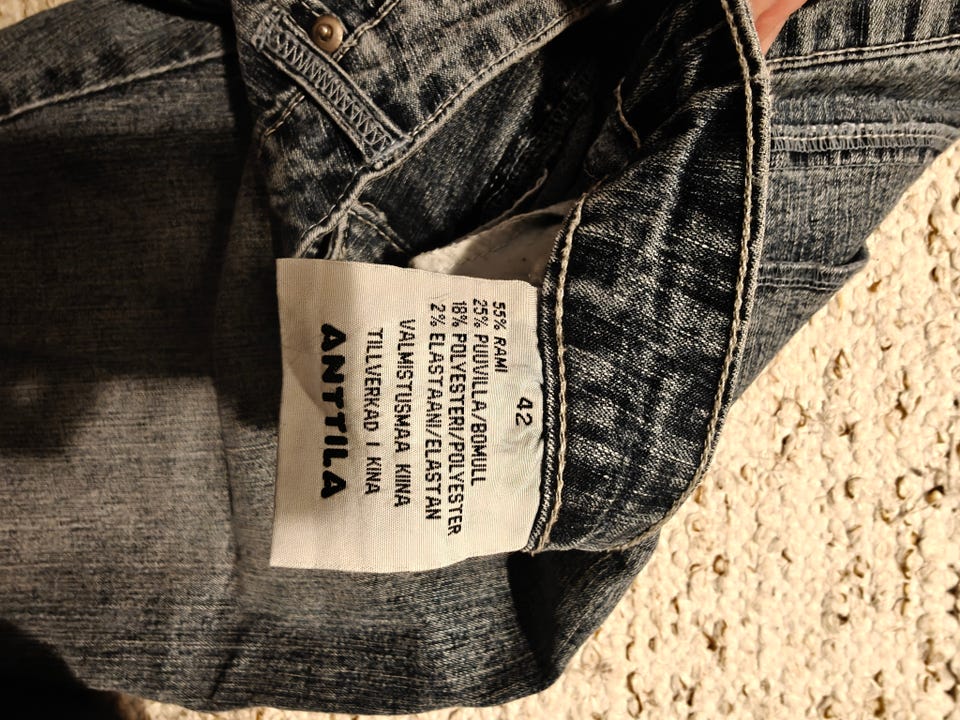 42
55% RAMI
25% PUUVILLA/BOMULL
18% POLYESTERI/POLYESTER
2% ELASTAANI/ELASTAN
VALMISTUSMAA KIINA
TILLVERKAD I KINA
ANTTILA